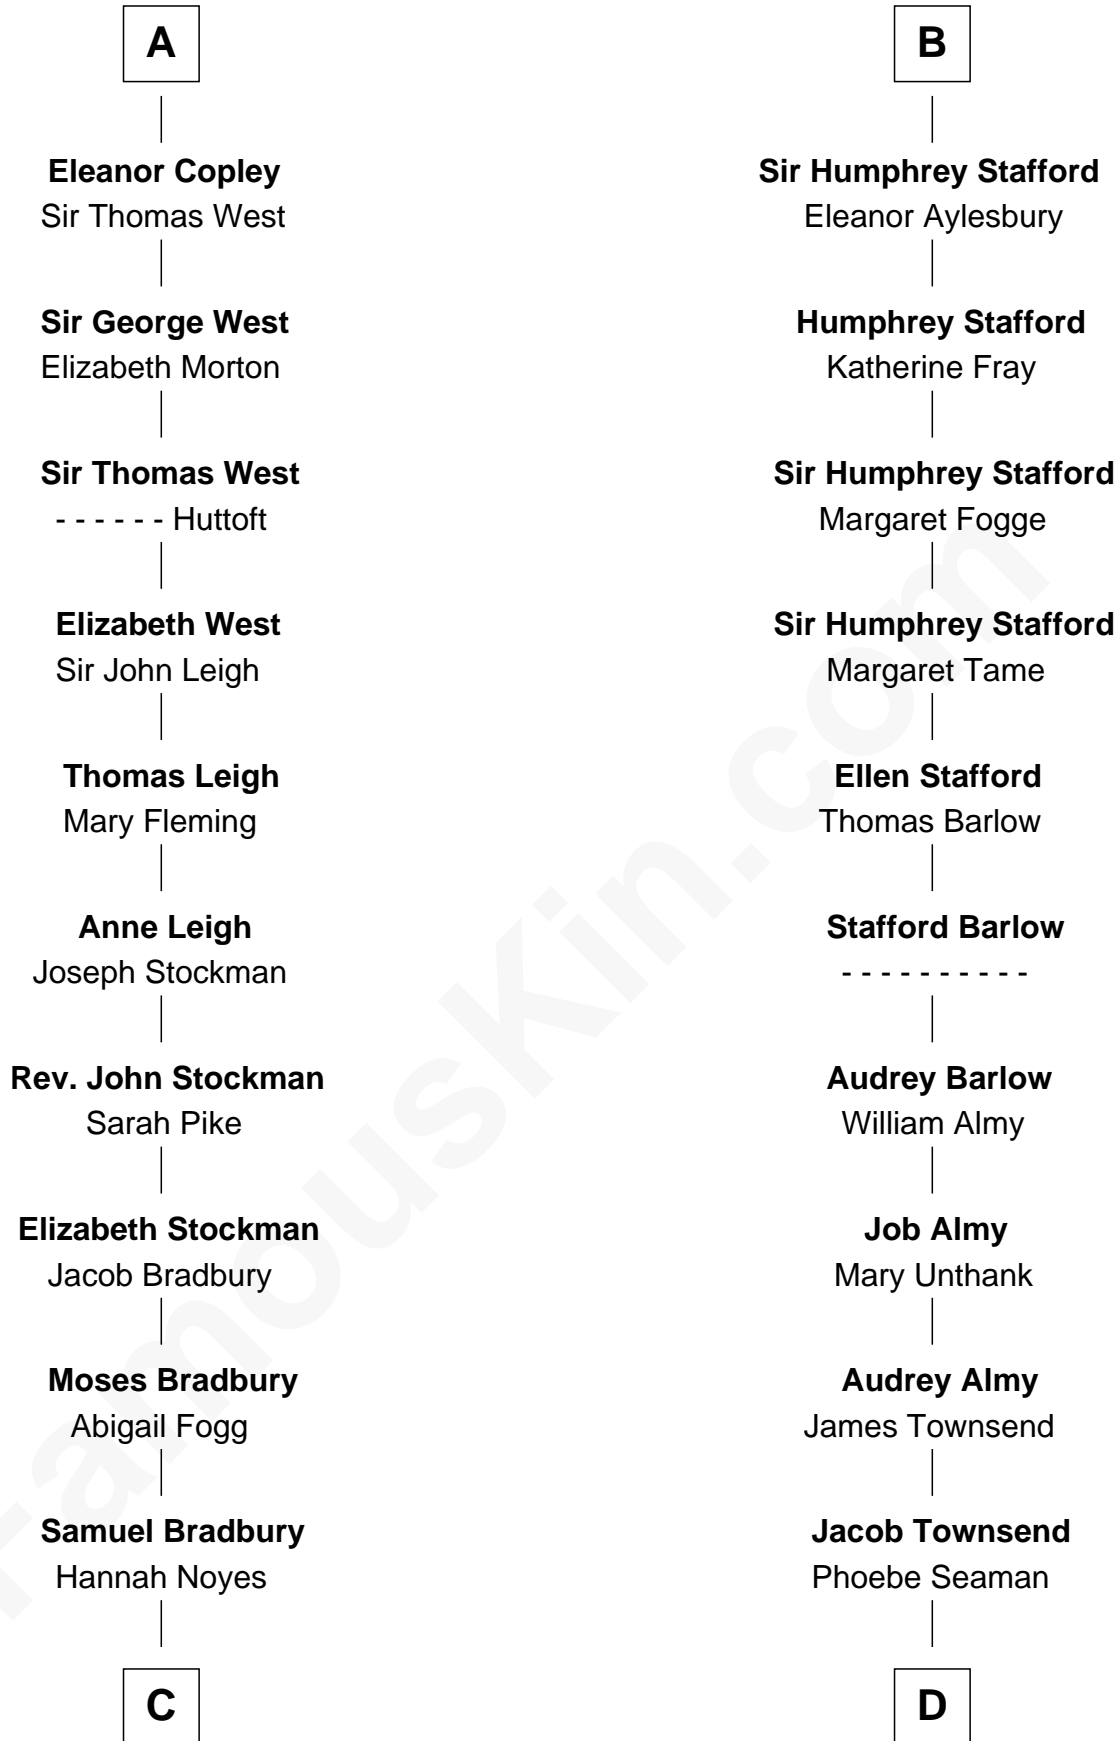 A
Eleanor Copley
Sir Thomas West
Sir George West
Elizabeth Morton
Sir Thomas West
- - - - - - Huttoft
Elizabeth West
Sir John Leigh
Thomas Leigh
Mary Fleming
Anne Leigh
Joseph Stockman
Rev. John Stockman
Sarah Pike
Elizabeth Stockman
Jacob Bradbury
Moses Bradbury
Abigail Fogg
Samuel Bradbury
Hannah Noyes
C
B
Sir Humphrey Stafford
Eleanor Aylesbury
Humphrey Stafford
Katherine Fray
Sir Humphrey Stafford
Margaret Fogge
Sir Humphrey Stafford
Margaret Tame
Ellen Stafford
Thomas Barlow
Stafford Barlow
- - - - - - - - - -
Audrey Barlow
William Almy
Job Almy
Mary Unthank
Audrey Almy
James Townsend
Jacob Townsend
Phoebe Seaman
D
FamousKin.com